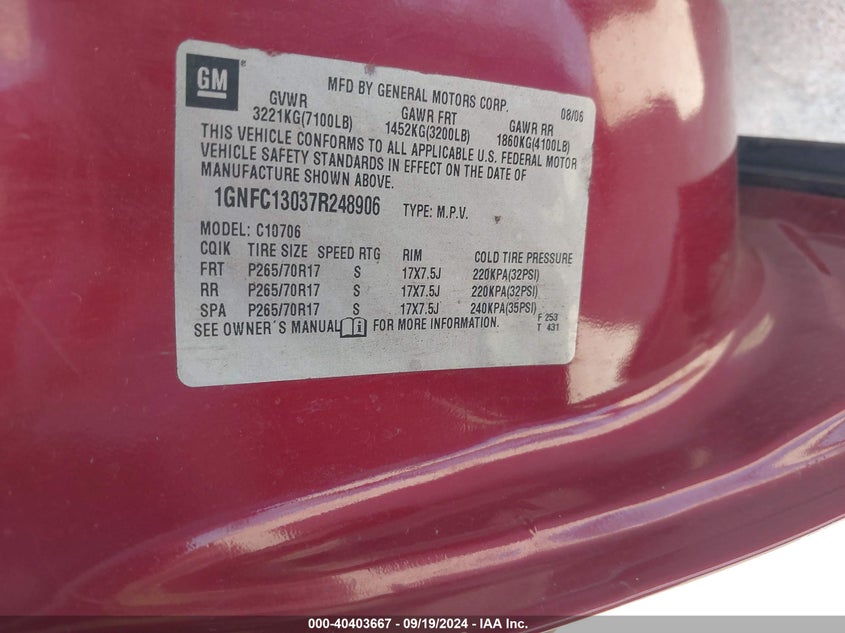 GM
MFD BY GENERAL MOTORS CORP. 08/06
GVWR GAWR FRT GAWR RR
3221KG(7100LB) 1452KG(3200LB) 1860KG(4100LB)
THIS VEHICLE CONFORMS TO ALL APPLICABLE U.S. FEDERAL MOTOR
VEHICLE SAFETY STANDARDS IN EFFECT ON THE DATE OF
MANUFACTURE SHOWN ABOVE.
1GNFC13037R248906 TYPE: M.P.V.
MODEL: C10706
CQIK TIRE SIZE SPEED RTG RIM COLD TIRE PRESSURE
FRT P265/70R17 S 17X7.5J 220KPA(32PSI)
RR P265/70R17 S 17X7.5J 220KPA(32PSI)
SPA P265/70R17 S 17X7.5J 240KPA(35PSI)
SEE OWNER´S MANUAL FOR MORE INFORMATION.
F 253
T 431
000-40403667 - 09/19/2024 - IAA Inc.